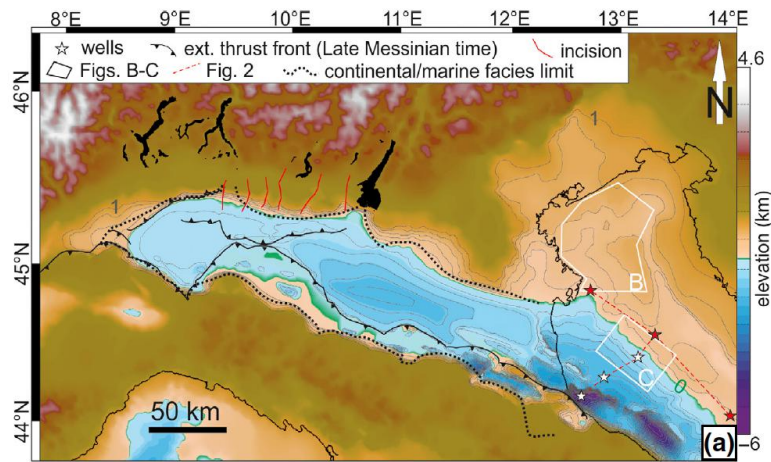 8°E 9°E 10°E 11°E 12°E 13°E 14°E
wells ext. thrust front (Late Messinian time) incision
Figs. B-C Fig. 2 continental/marine facies limit
4.6
N
46°N
1
1
45°N
B
elevation (km)
C
0
44°N
50 km
(a)
-6